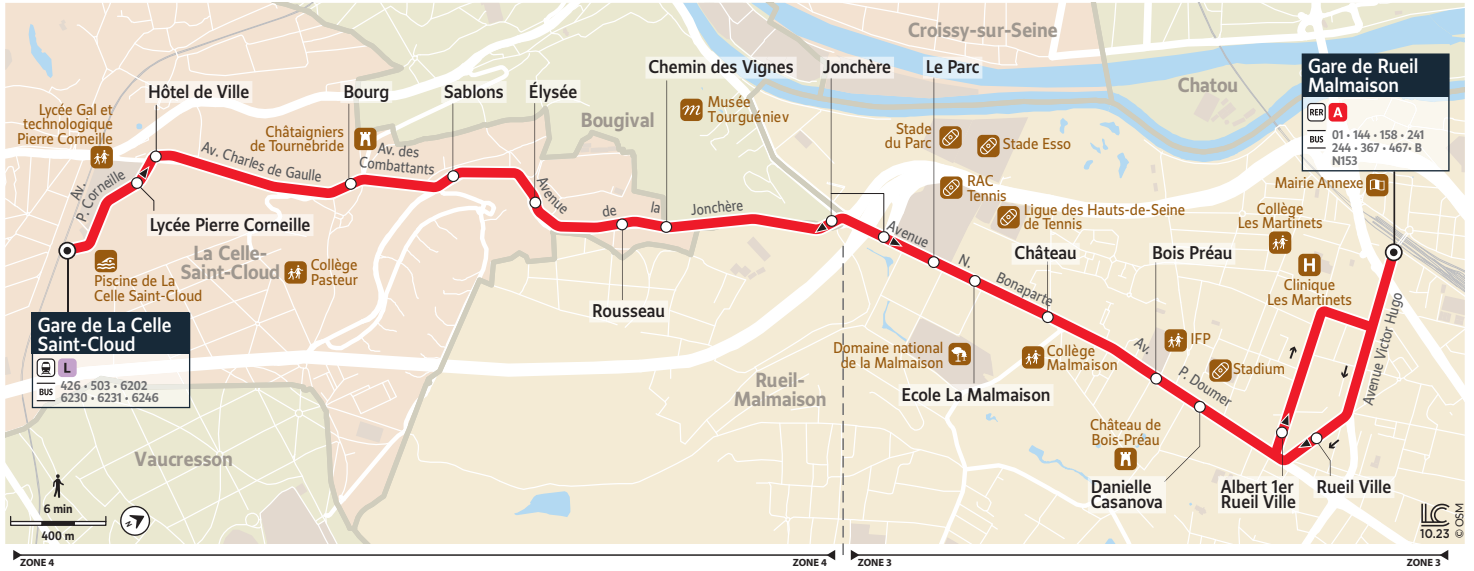 Croissy-sur-Seine
Chemin des Vignes
Jonchère
Le Parc
Gare de Rueil
Malmaison
RER A
BUS
01 • 144 • 158 • 241
244 • 367 • 467 • B
N153
Chatou
Hôtel de Ville
Bourg
Sablons
Élysée
Lycée Gal et
technologique
Pierre Corneille
Châtaigniers
de Tournebride
Bougival
Musée
Tourguéniev
Stade
du Parc
Stade Esso
Av. Charles de Gaulle
Av. des
Combattants
Av.
P. Corneille
Avenue
de
la
Jonchère
RAC
Tennis
Ligue des Hauts-de-Seine
de Tennis
Mairie Annexe
Collège
Les Martinets
H
Clinique
Les Martinets
Lycée Pierre Corneille
La Celle-
Saint-Cloud
Collège
Pasteur
Piscine de La
Celle Saint-Cloud
Avenue
N.
Bonaparte
Château
Bois Préau
Rousseau
Gare de La Celle
Saint-Cloud
L
BUS
426 • 503 • 6202
6230 • 6231 • 6246
Domaine national
de la Malmaison
Collège
Malmaison
IFP
Stadium
Av.
P. Doumer
Avenue Victor Hugo
Rueil-
Malmaison
Ecole La Malmaison
Château de
Bois-Préau
Vaucresson
Danielle
Casanova
Albert 1er
Rueil Ville
Rueil Ville
6 min
400 m
LC
10.23
© OSM
ZONE 4
ZONE 4
ZONE 3
ZONE 3